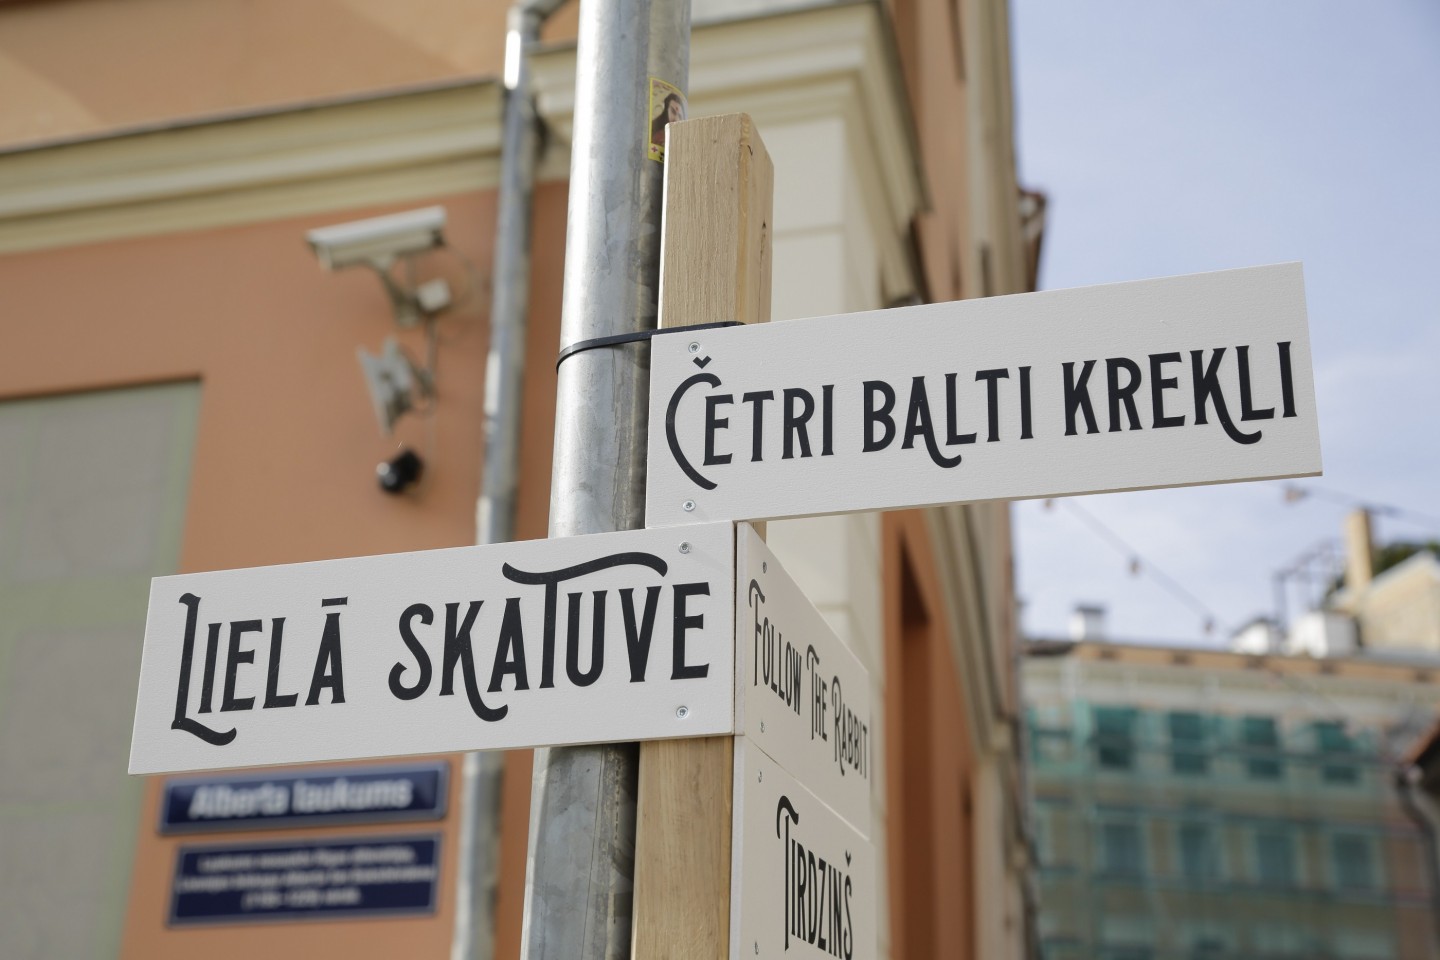 ČETRI BALTI KREKLI
LIELĀ SKATUVE
FOLLOW THE RABBIT
TIRDZIŅŠ
Alberta laukums